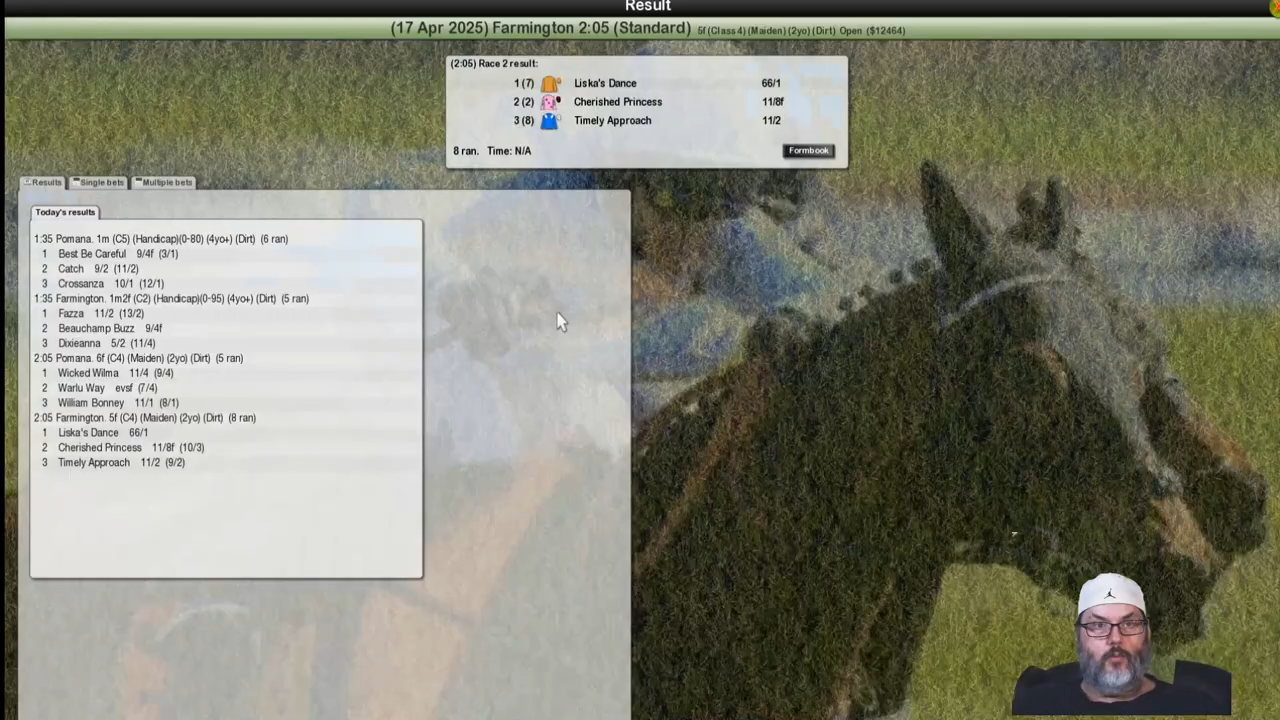 Result
(17 Apr 2025) Farmington 2:05 (Standard) 5f (Class 4) (Maiden) (2yo) (Dirt) Open ($12464)
(2:05) Race 2 result:
1 (7) Liska's Dance 66/1
2 (2) Cherished Princess 11/8f
3 (8) Timely Approach 11/2
8 ran. Time: N/A
Formbook
Results Single bets Multiple bets
Today's results
1:35 Pomana. 1m (C5) (Handicap)(0-80) (4yo+) (Dirt) (6 ran)
1 Best Be Careful 9/4f (3/1)
2 Catch 9/2 (11/2)
3 Crossanza 10/1 (12/1)
1:35 Farmington. 1m2f (C2) (Handicap)(0-95) (4yo+) (Dirt) (5 ran)
1 Fazza 11/2 (13/2)
2 Beauchamp Buzz 9/4f
3 Dixieanna 5/2 (11/4)
2:05 Pomana. 6f (C4) (Maiden) (2yo) (Dirt) (5 ran)
1 Wicked Wilma 11/4 (9/4)
2 Warlu Way evsf (7/4)
3 William Bonney 11/1 (8/1)
2:05 Farmington. 5f (C4) (Maiden) (2yo) (Dirt) (8 ran)
1 Liska's Dance 66/1
2 Cherished Princess 11/8f (10/3)
3 Timely Approach 11/2 (9/2)